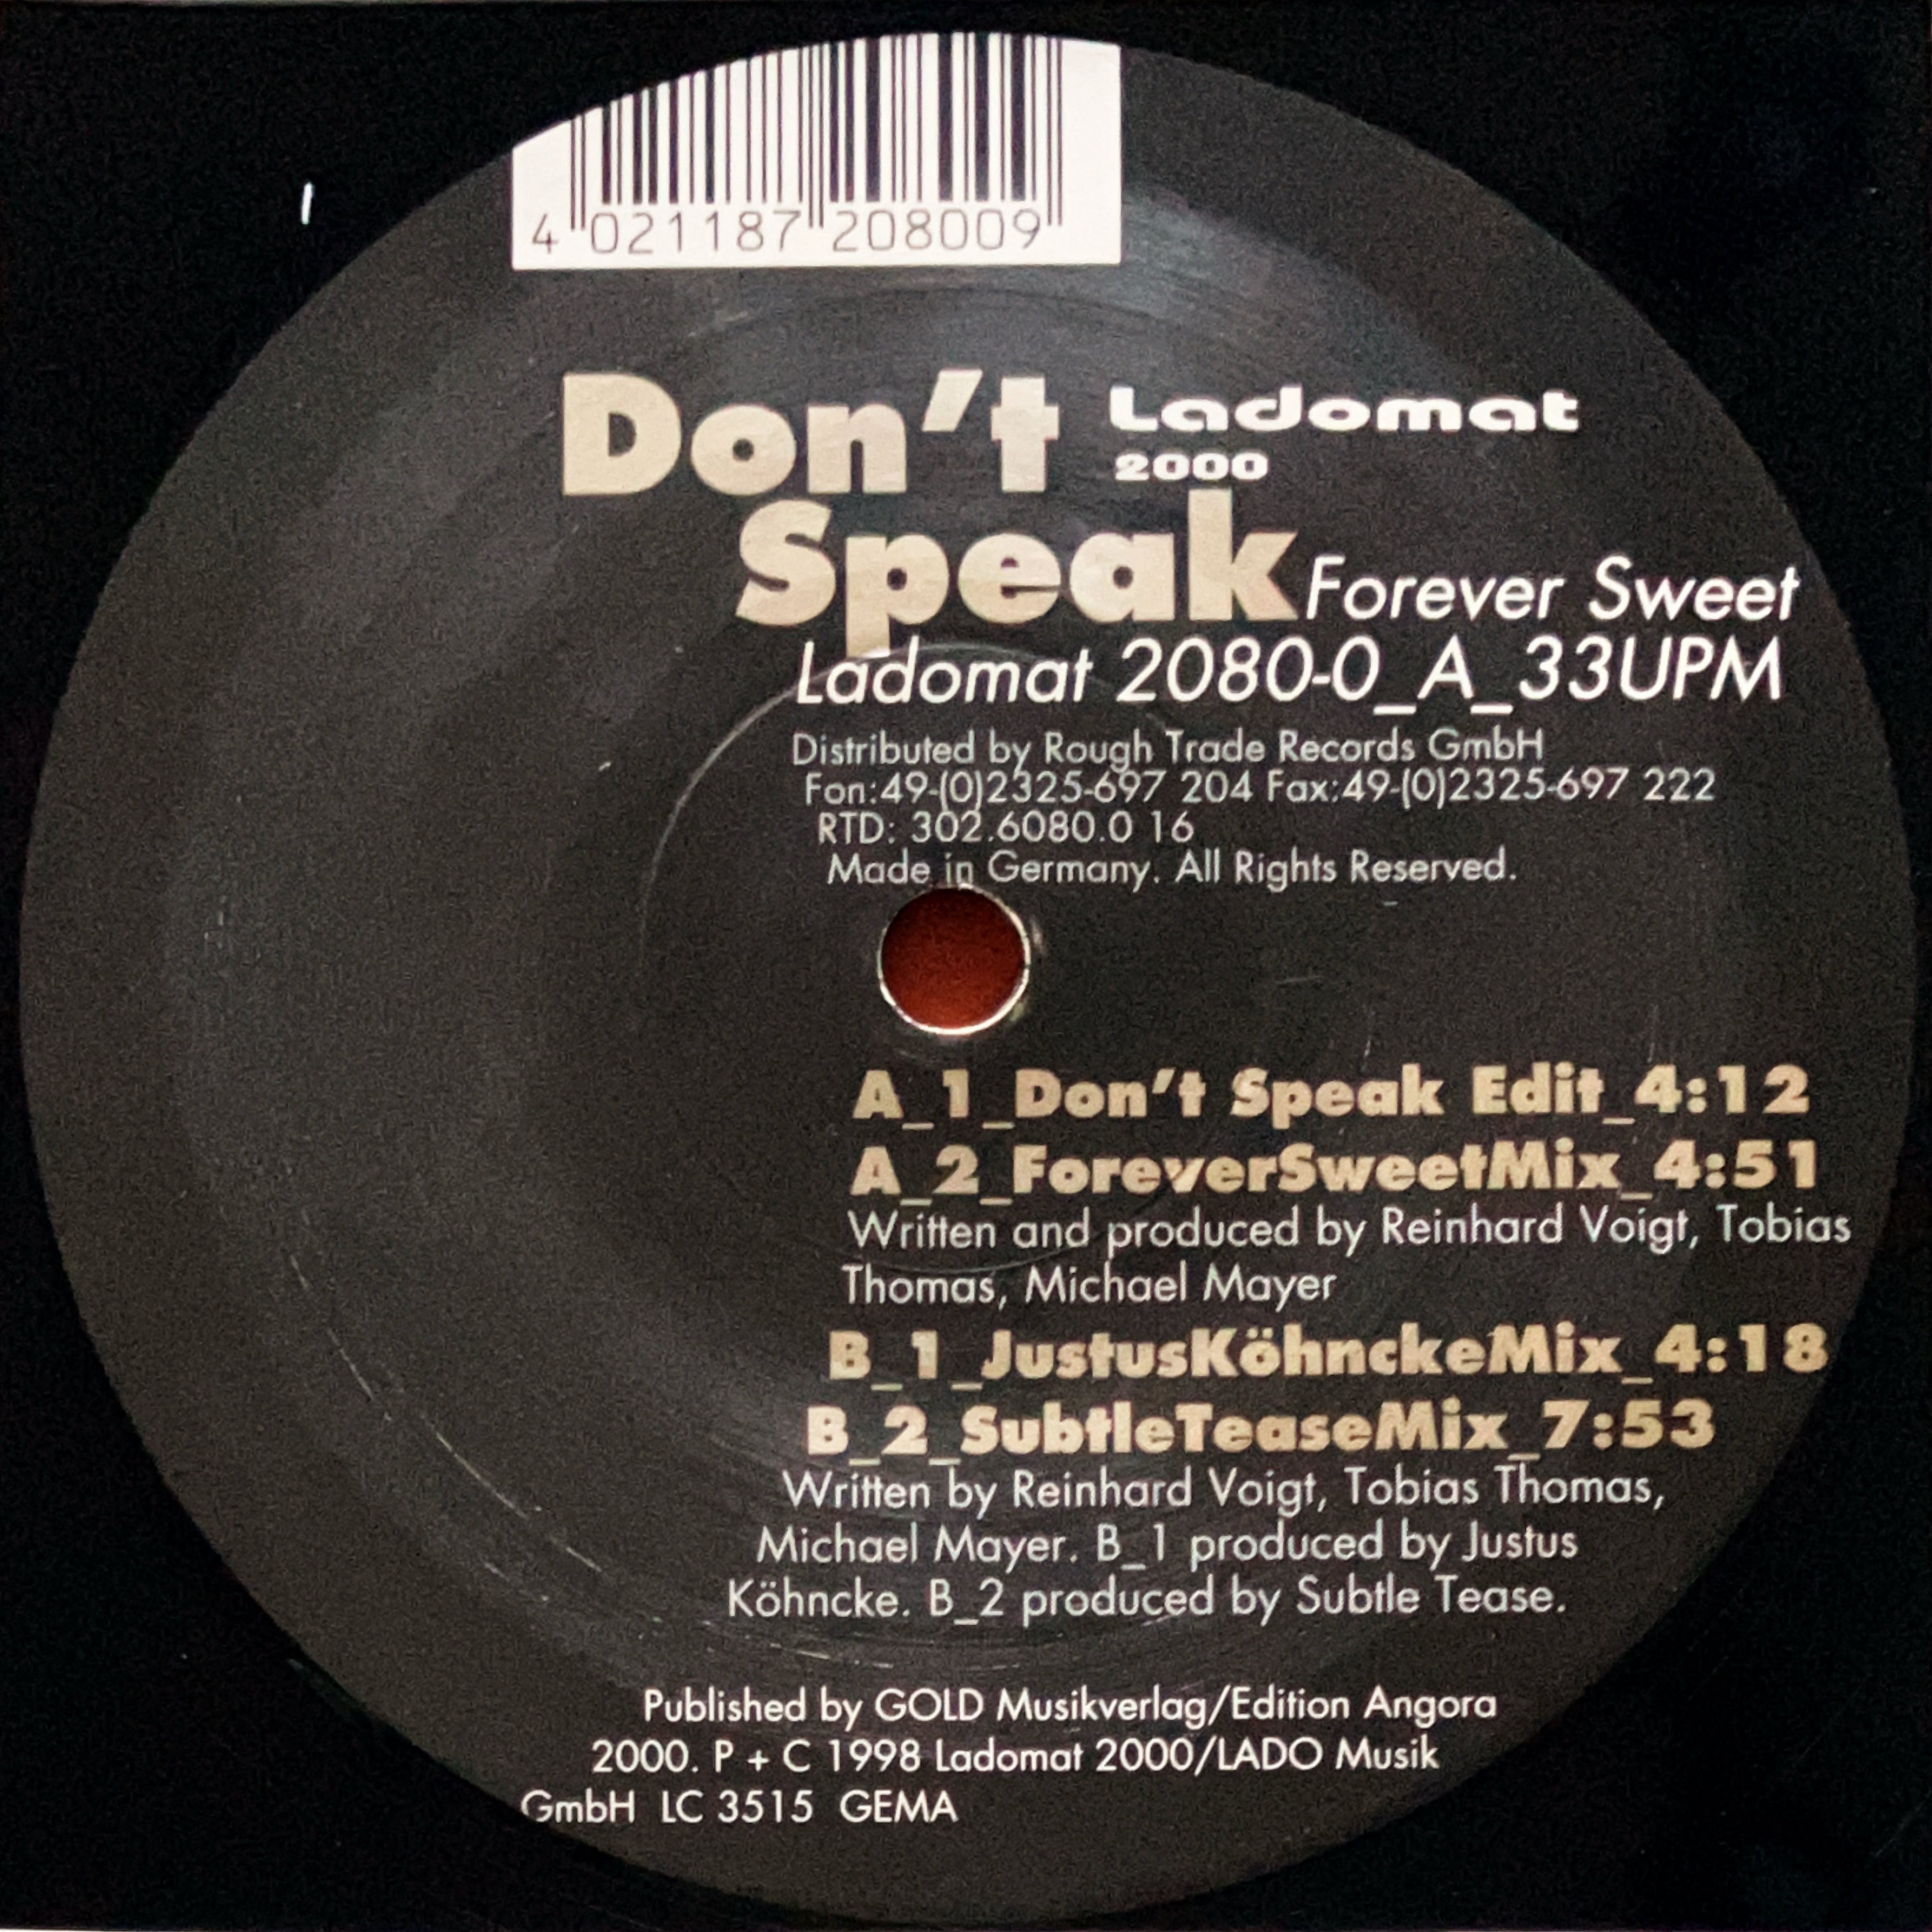 4 021187 208009
Don't
Ladomat
2000
Speak Forever Sweet
Ladomat 2080-0_A_33UPM
Distributed by Rough Trade Records GmbH
Fon:49-(0)2325-697 204 Fax:49-(0)2325-697 222
RTD: 302.6080.0 16
Made in Germany. All Rights Reserved.
A_1_Don't Speak Edit_4:12
A_2_ForeverSweetMix_4:51
Written and produced by Reinhard Voigt, Tobias
Thomas, Michael Mayer
B_1_JustusKöhnckeMix_4:18
B_2_SubtleTeaseMix_7:53
Written by Reinhard Voigt, Tobias Thomas,
Michael Mayer. B_1 produced by Justus
Köhncke. B_2 produced by Subtle Tease.
Published by GOLD Musikverlag/Edition Angora
2000. P + C 1998 Ladomat 2000/LADO Musik
GmbH LC 3515 GEMA